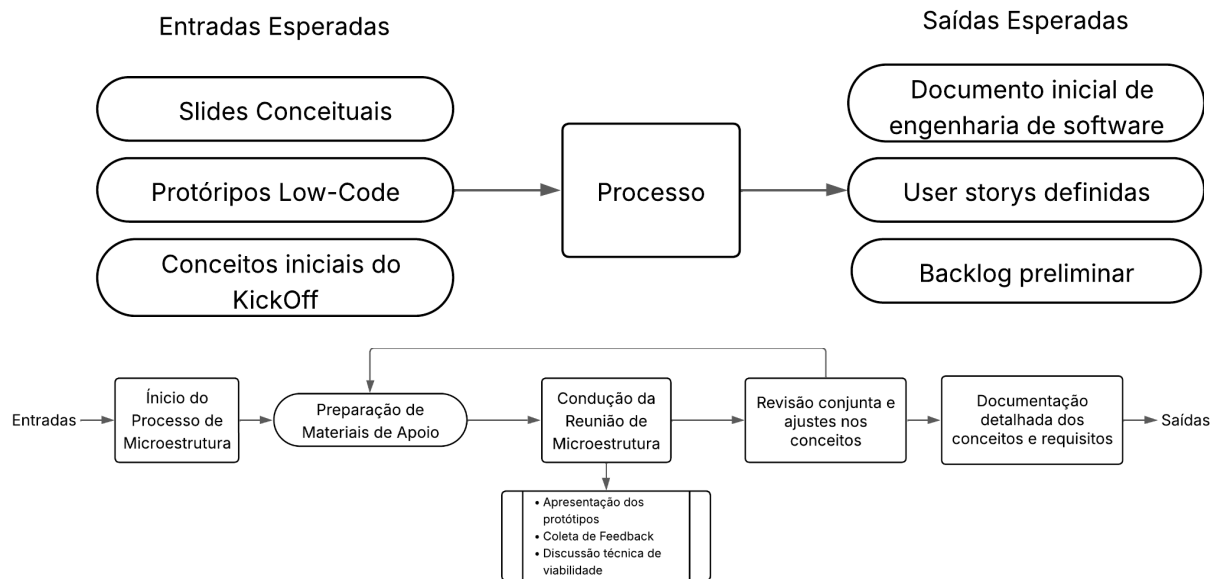 Entradas Esperadas
Saídas Esperadas
Slides Conceituais
Protóripos Low-Code
Conceitos iniciais do
KickOff
Processo
Documento inicial de
engenharia de software
User storys definidas
Backlog preliminar
Entradas
Ínicio do
Processo de
Microestrutura
Preparação de
Materiais de Apoio
Condução da
Reunião de
Microestrutura
• Apresentação dos
protótipos
• Coleta de Feedback
• Discussão técnica de
viabilidade
Revisão conjunta e
ajustes nos
conceitos
Documentação
detalhada dos
conceitos e requisitos
Saídas